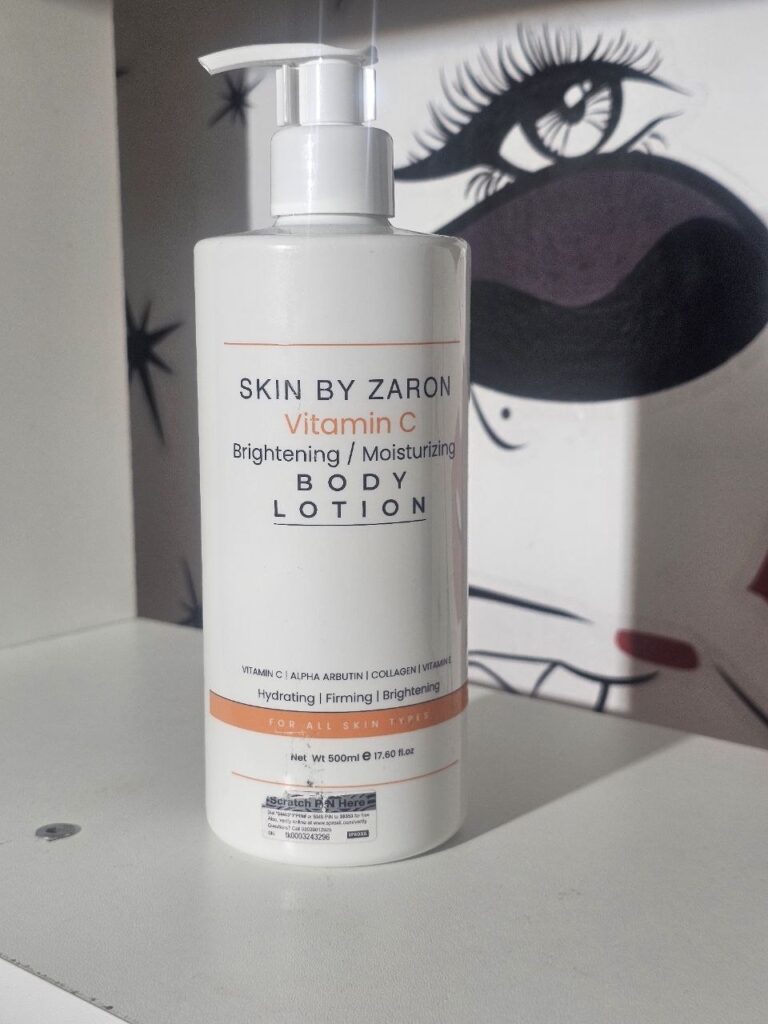 SKIN BY ZARON
Vitamin C
Brightening / Moisturizing
BODY
LOTION
VITAMIN C | ALPHA ARBUTIN | COLLAGEN | VITAMIN E
Hydrating | Firming | Brightening
FOR ALL SKIN TYPES
Net Wt 500ml ℮ 17.60 fl.oz
Scratch PIN Here